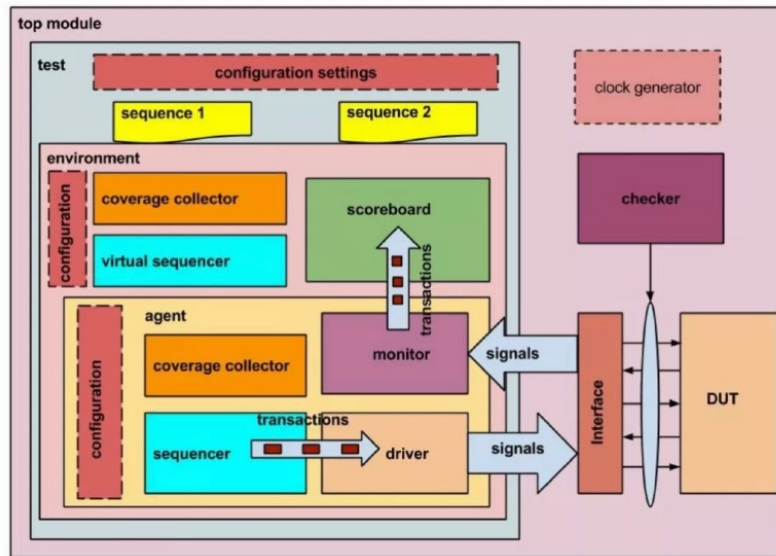 top module
test
configuration settings
clock generator
sequence 1
sequence 2
environment
configuration
coverage collector
scoreboard
checker
virtual sequencer
transactions
agent
configuration
monitor
signals
coverage collector
Interface
DUT
transactions
sequencer
driver
signals